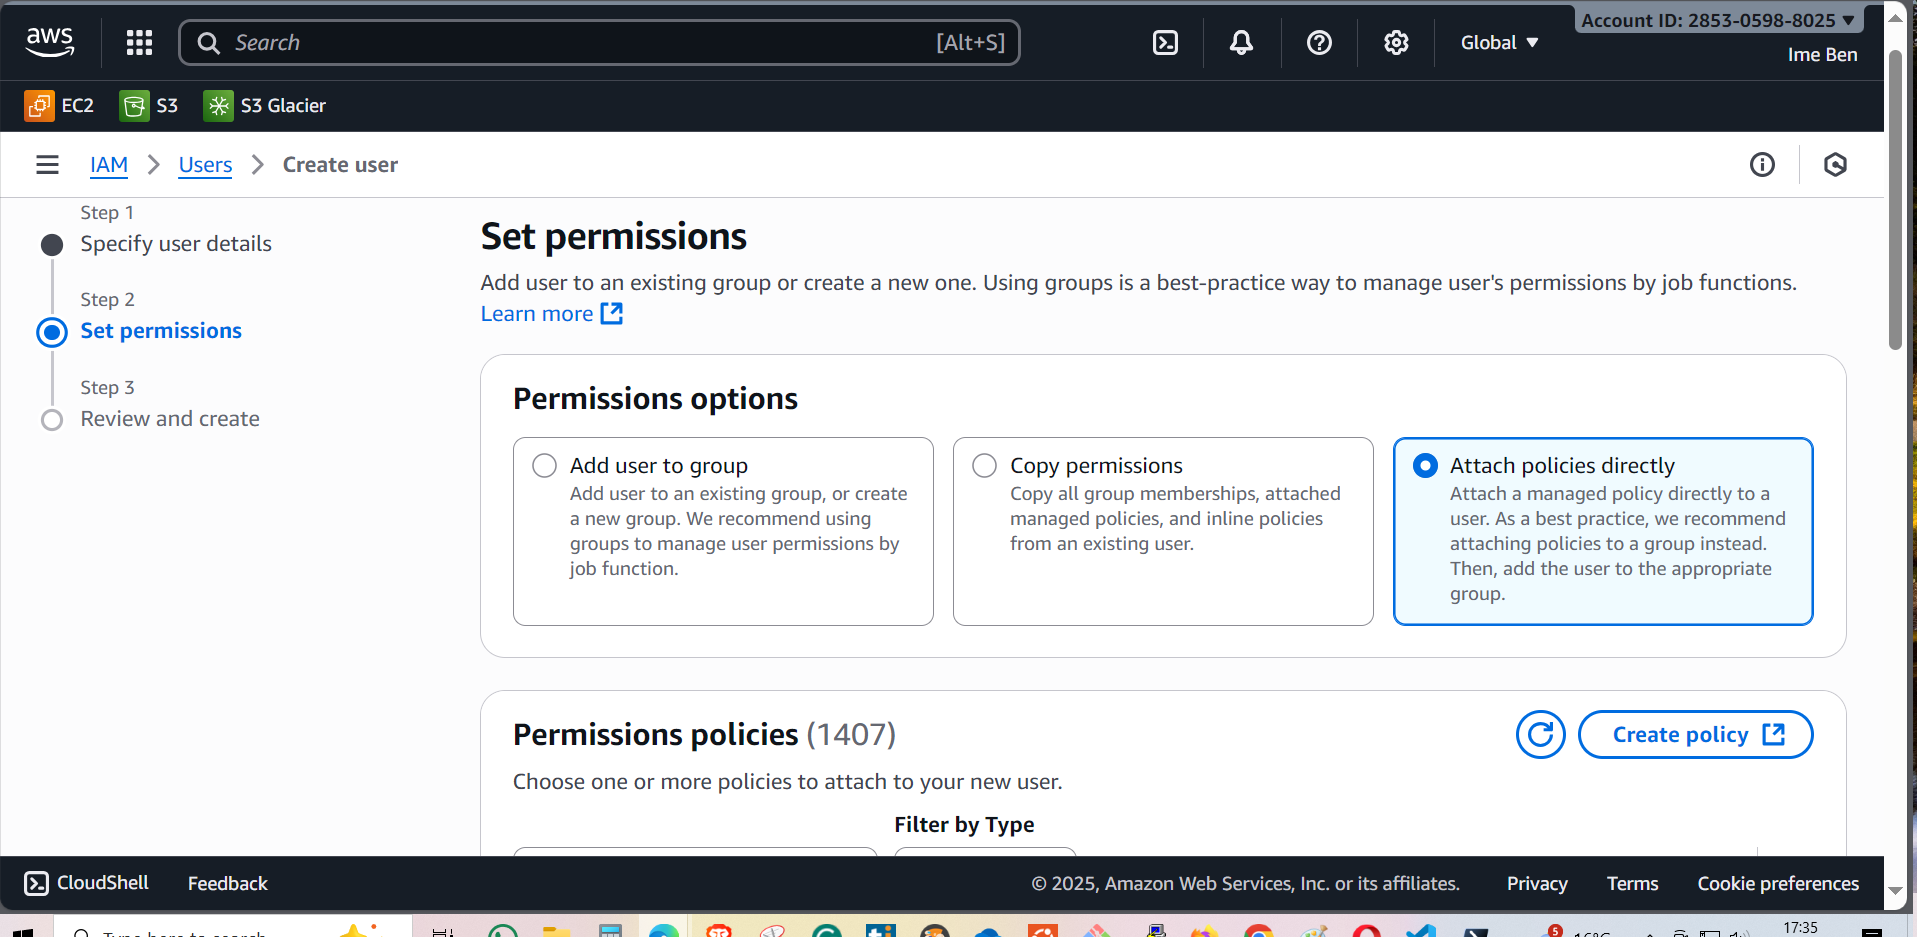 Account ID: 2853-0598-8025
aws
Search
[Alt+S]
Global
Ime Ben
EC2
S3
S3 Glacier
IAM
Users
Create user
Step 1
Specify user details
Step 2
Set permissions
Step 3
Review and create
Set permissions
Add user to an existing group or create a new one. Using groups is a best-practice way to manage user's permissions by job functions.
Learn more
Permissions options
Add user to group
Add user to an existing group, or create
a new group. We recommend using
groups to manage user permissions by
job function.
Copy permissions
Copy all group memberships, attached
managed policies, and inline policies
from an existing user.
Attach policies directly
Attach a managed policy directly to a
user. As a best practice, we recommend
attaching policies to a group instead.
Then, add the user to the appropriate
group.
Permissions policies (1407)
Create policy
Choose one or more policies to attach to your new user.
Filter by Type
CloudShell
Feedback
© 2025, Amazon Web Services, Inc. or its affiliates.
Privacy
Terms
Cookie preferences
Type here to search
5
16°C
17:35